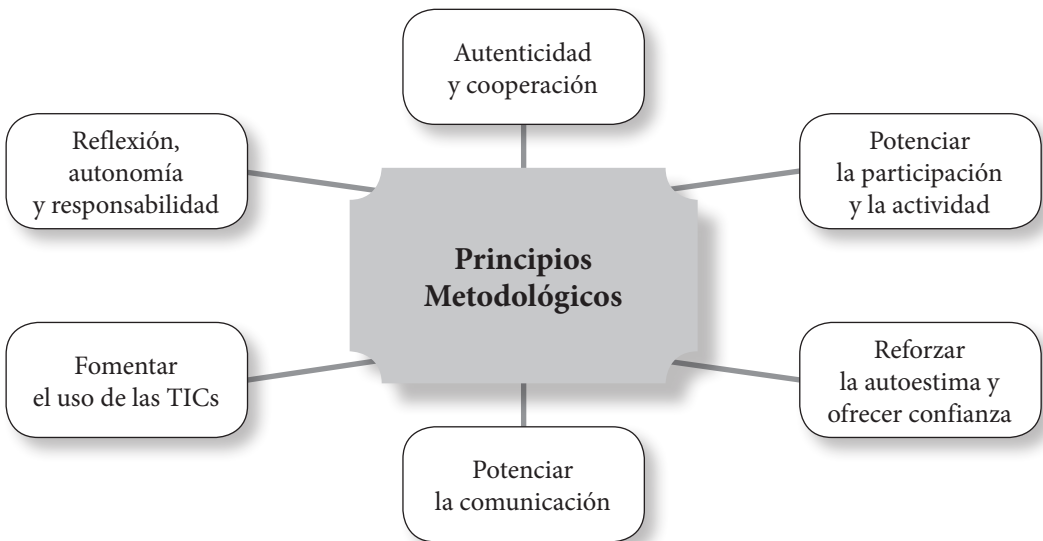 Autenticidad
y cooperación
Reflexión,
autonomía
y responsabilidad
Potenciar
la participación
y la actividad
Principios
Metodológicos
Fomentar
el uso de las TICs
Reforzar
la autoestima y
ofrecer confianza
Potenciar
la comunicación